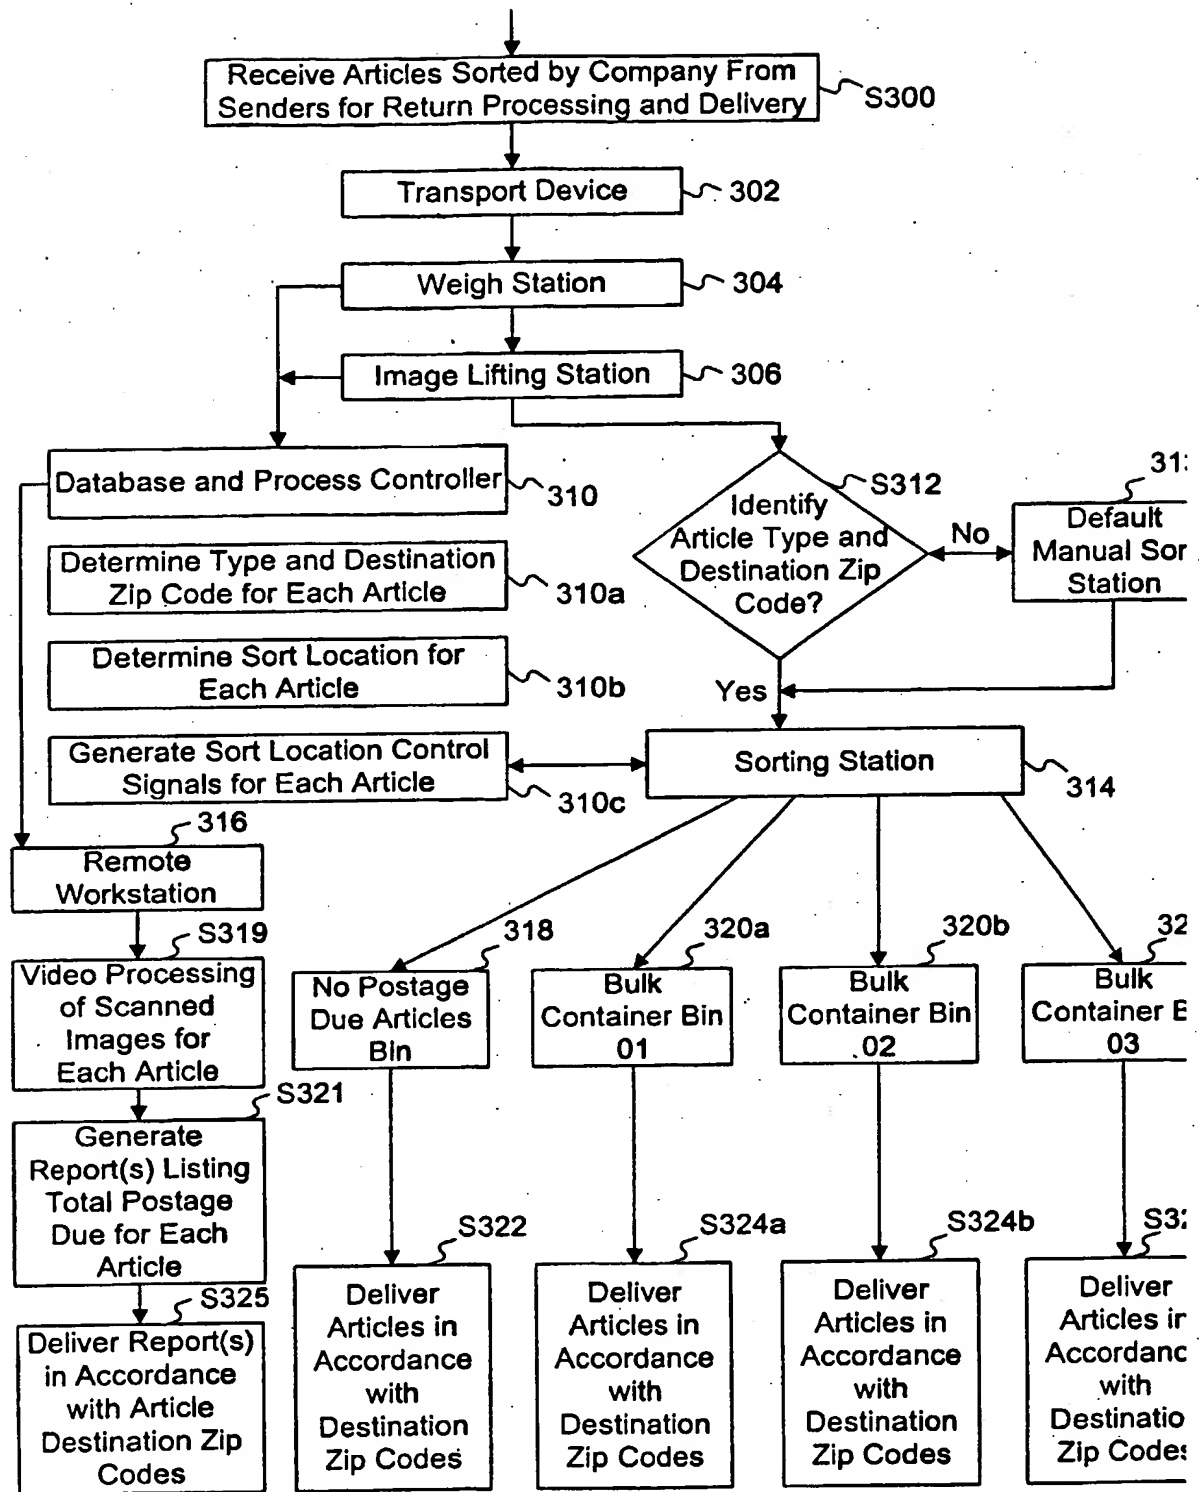 Receive Articles Sorted by Company From
Senders for Return Processing and Delivery
S300
Transport Device
302
Weigh Station
304
Image Lifting Station
306
Database and Process Controller
310
Identify
Article Type and
Destination Zip
Code?
S312
No
Default
Manual Sor
Station
Determine Type and Destination
Zip Code for Each Article
310a
Determine Sort Location for
Each Article
310b
Yes
Generate Sort Location Control
Signals for Each Article
310c
Sorting Station
314
316
Remote
Workstation
S319
Video Processing
of Scanned
Images for
Each Article
318
No Postage
Due Articles
Bin
320a
Bulk
Container Bin
01
320b
Bulk
Container Bin
02
Bulk
Container B
03
S321
Generate
Report(s) Listing
Total Postage
Due for Each
Article
S325
Deliver Report(s)
in Accordance
with Article
Destination Zip
Codes
S322
Deliver
Articles in
Accordance
with
Destination
Zip Codes
S324a
Deliver
Articles in
Accordance
with
Destination
Zip Codes
S324b
Deliver
Articles in
Accordance
with
Destination
Zip Codes
Deliver
Articles in
Accordanc
with
Destinatio
Zip Codes